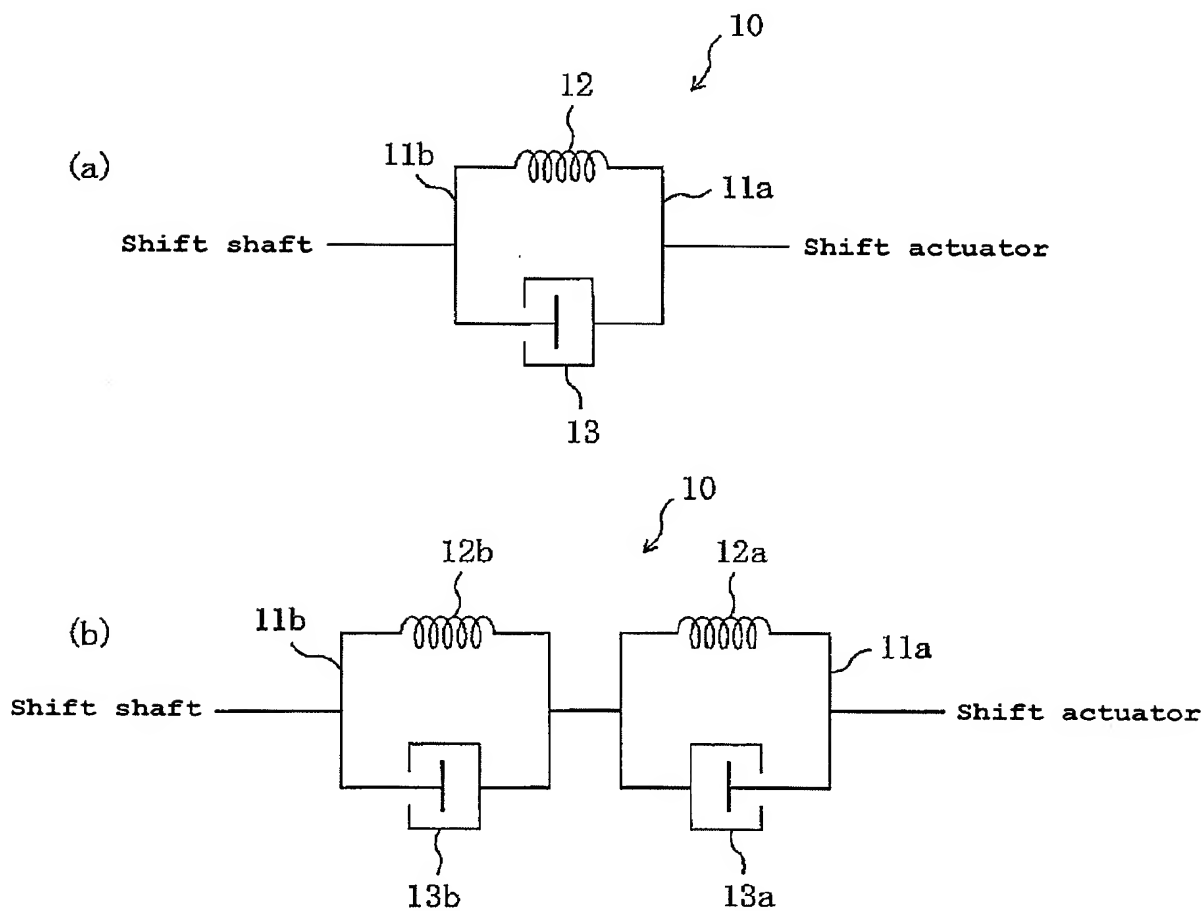 10
12
(a)
11b
11a
Shift shaft
Shift actuator
13
10
12b
12a
(b)
11b
11a
Shift shaft
Shift actuator
13b
13a